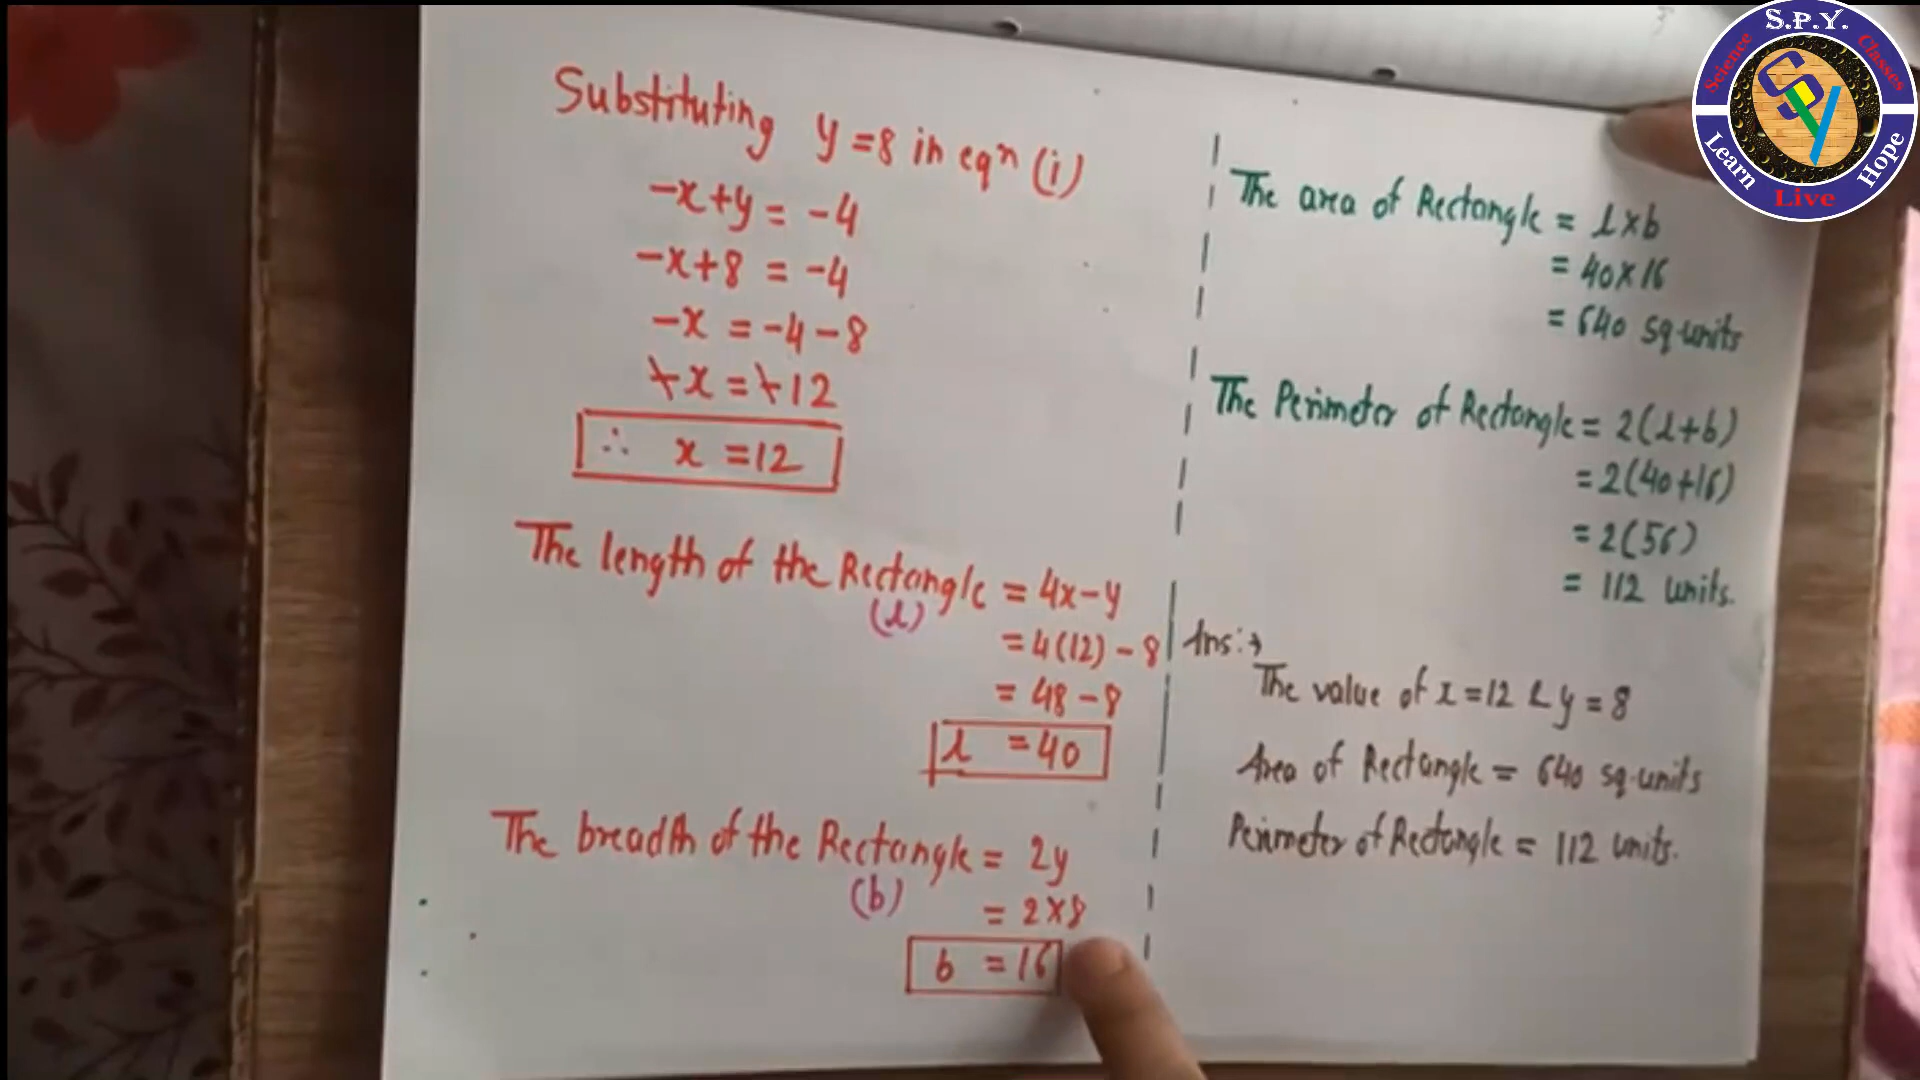 Substituting y=8 in eqⁿ (i)
-x+y = -4
-x+8 = -4
-x = -4-8
+x = +12
∴ x =12
The length of the Rectangle = 4x-y
(l)
= 4(12) - 8
= 48 - 8
l = 40
The breadth of the Rectangle = 2y
(b)
= 2×8
b = 16
The area of Rectangle = l×b
= 40×16
= 640 sq.units
The Perimeter of Rectangle = 2(l+b)
= 2(40+16)
= 2(56)
= 112 units.
Ans:→
The value of x=12 & y=8
Area of Rectangle = 640 sq.units
Perimeter of Rectangle = 112 units.
S.P.Y.
Science
Classes
SPY
Learn
Live
Hope